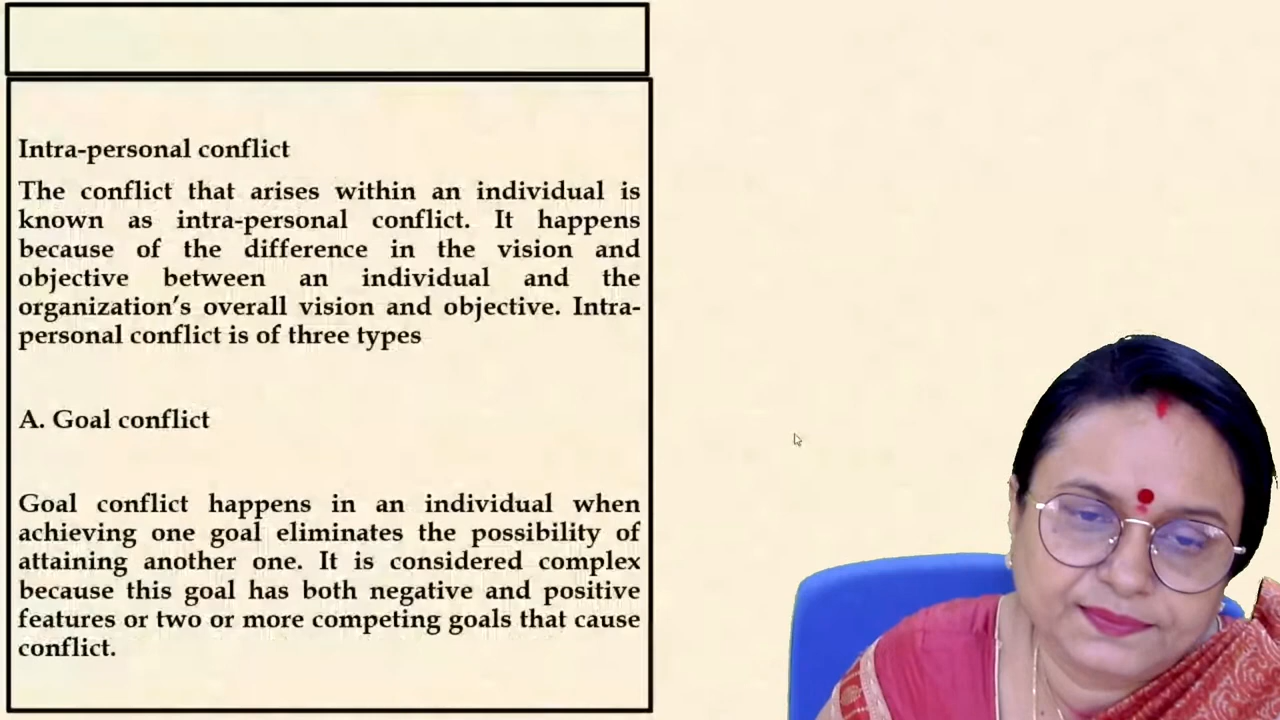 Intra-personal conflict
The conflict that arises within an individual is
known as intra-personal conflict. It happens
because of the difference in the vision and
objective between an individual and the
organization's overall vision and objective. Intra-
personal conflict is of three types
A. Goal conflict
Goal conflict happens in an individual when
achieving one goal eliminates the possibility of
attaining another one. It is considered complex
because this goal has both negative and positive
features or two or more competing goals that cause
conflict.